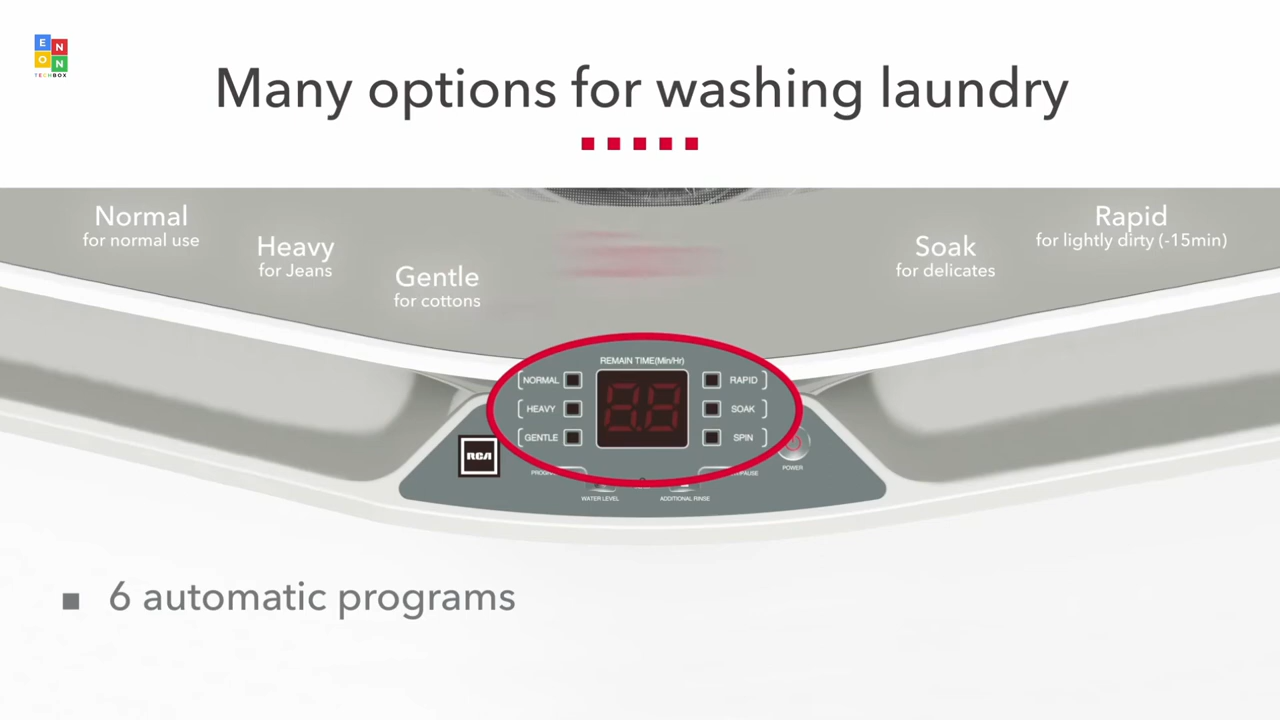 E N
O N
TECHBOX
Many options for washing laundry
Normal
for normal use
Heavy
for Jeans
Gentle
for cottons
Soak
for delicates
Rapid
for lightly dirty (-15min)
REMAIN TIME(Min/Hr)
NORMAL
HEAVY
GENTLE
8.8
RAPID
SOAK
SPIN
RCA
POWER
WATER LEVEL
ADDITIONAL RINSE
6 automatic programs